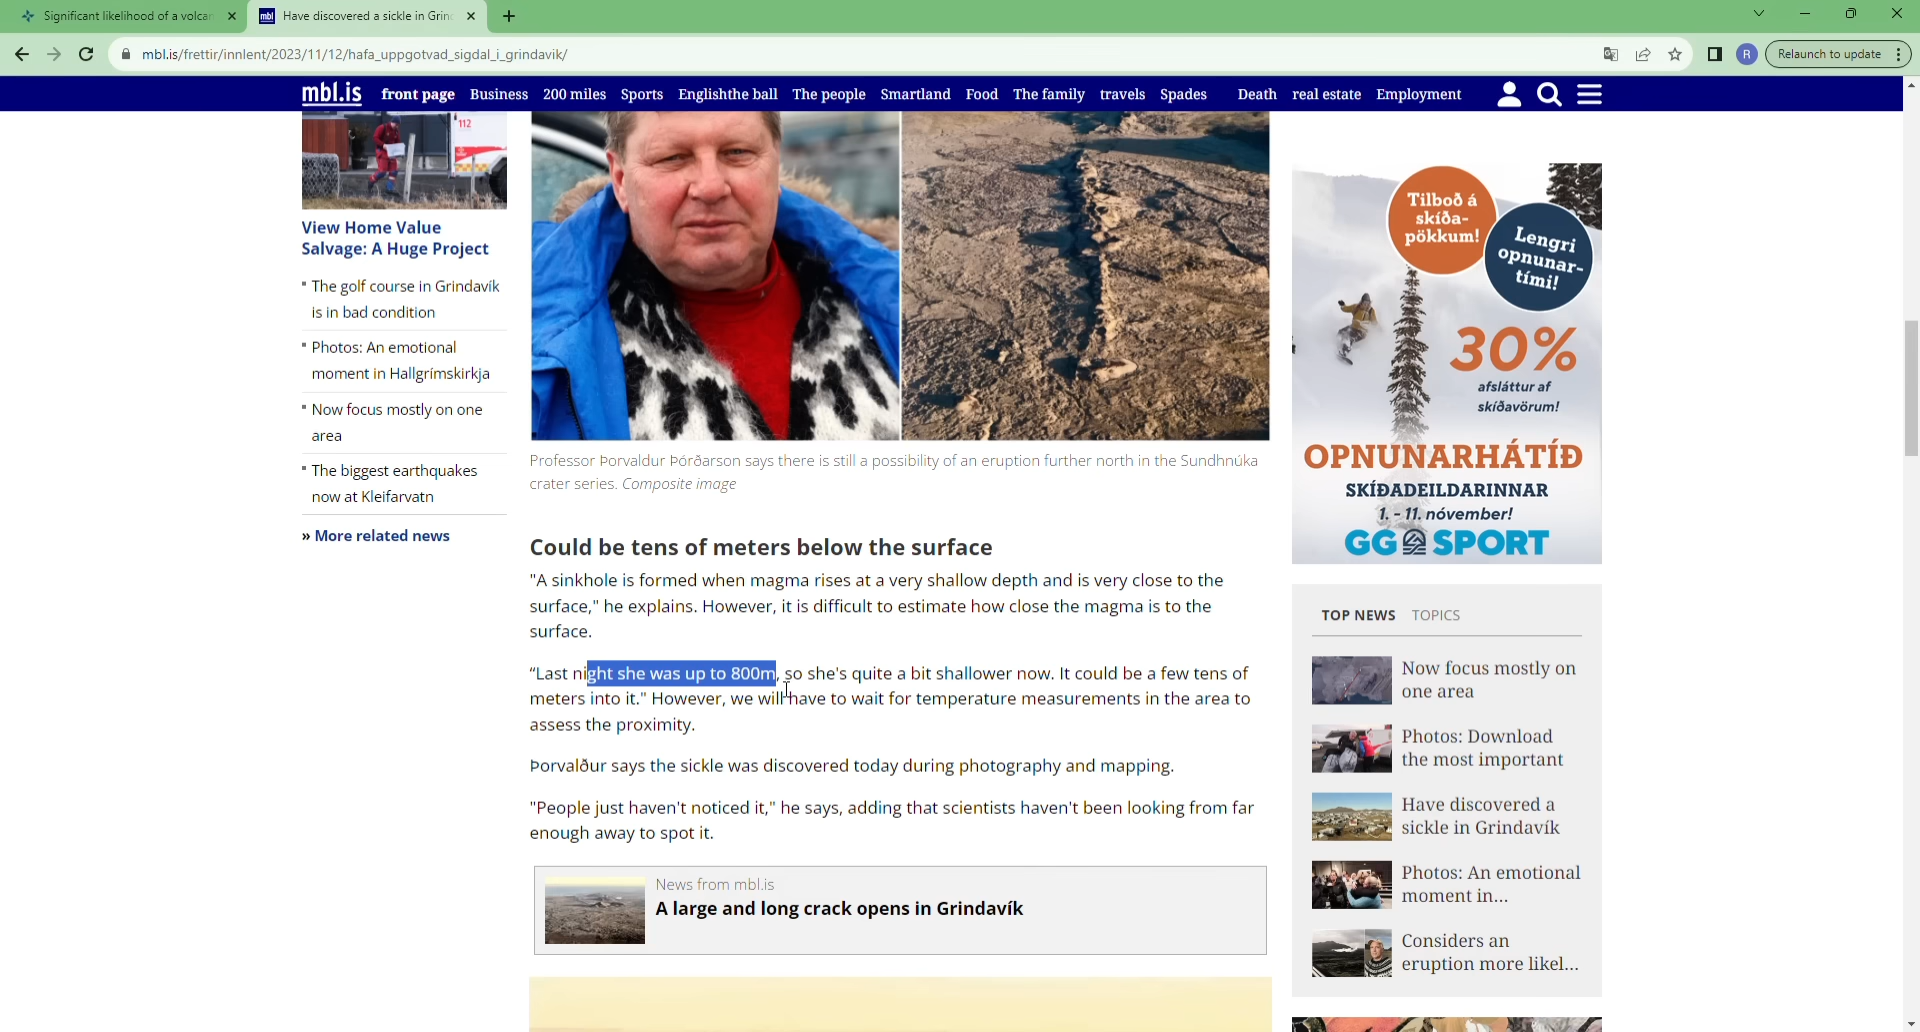 Significant likelihood of a volcan
Have discovered a sickle in Grin
mbl.is/frettir/innlent/2023/11/12/hafa_uppgotvad_sigdal_i_grindavik/
R
Relaunch to update
mbl.is front page Business 200 miles Sports Englishthe ball The people Smartland Food The family travels Spades Death real estate Employment
112
View Home Value
Salvage: A Huge Project
The golf course in Grindavík
is in bad condition
Photos: An emotional
moment in Hallgrímskirkja
Now focus mostly on one
area
The biggest earthquakes
now at Kleifarvatn
» More related news
Professor Þorvaldur Þórðarson says there is still a possibility of an eruption further north in the Sundhnúka
crater series. Composite image
Could be tens of meters below the surface
"A sinkhole is formed when magma rises at a very shallow depth and is very close to the
surface," he explains. However, it is difficult to estimate how close the magma is to the
surface.
“Last night she was up to 800m, so she's quite a bit shallower now. It could be a few tens of
meters into it." However, we will have to wait for temperature measurements in the area to
assess the proximity.
Þorvalður says the sickle was discovered today during photography and mapping.
"People just haven't noticed it," he says, adding that scientists haven't been looking from far
enough away to spot it.
News from mbl.is
A large and long crack opens in Grindavík
Tilboð á
skíða-
pökkum!
Lengri
opnunar-
tími!
30%
afsláttur af
skíðavörum!
OPNUNARHÁTÍÐ
SKÍÐADEILDARINNAR
1. - 11. nóvember!
GG SPORT
TOP NEWS TOPICS
Now focus mostly on
one area
Photos: Download
the most important
Have discovered a
sickle in Grindavík
Photos: An emotional
moment in...
Considers an
eruption more likel...